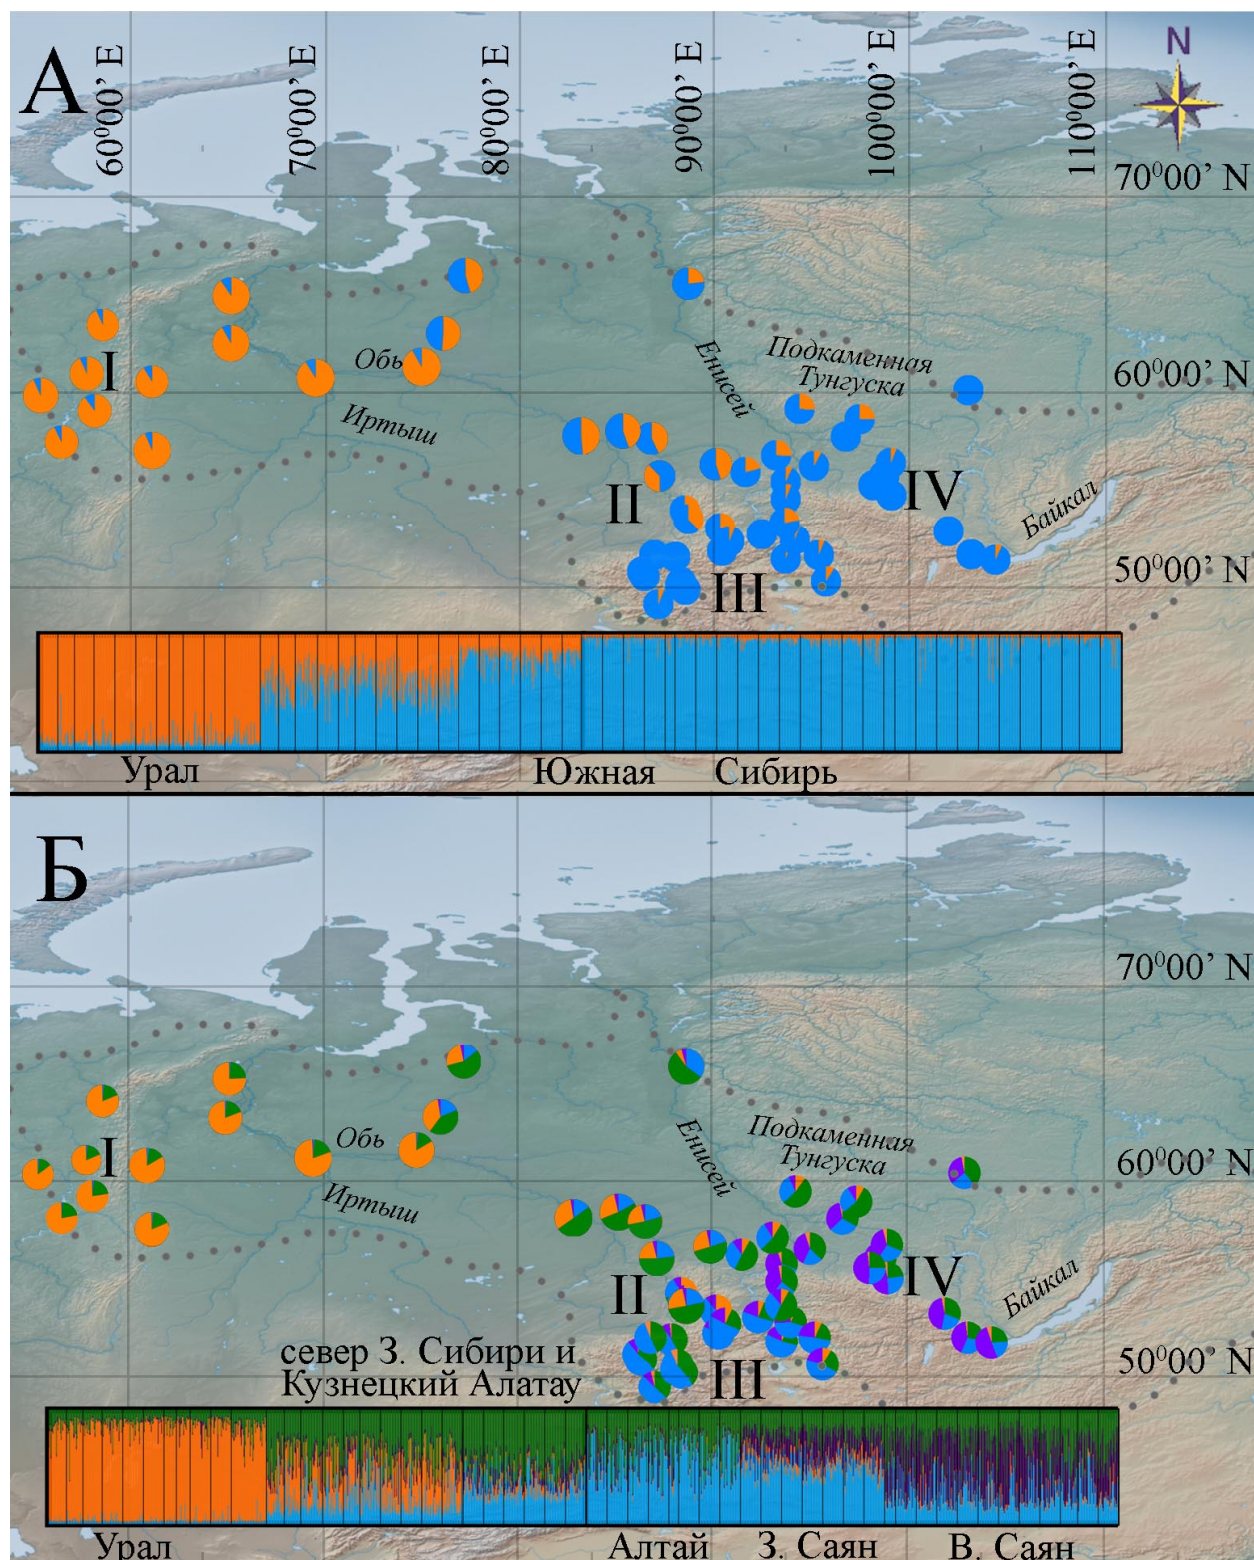 А
60⁰00’ E
70⁰00’ E
80⁰00’ E
90⁰00’ E
100⁰00’ E
110⁰00’ E
N
70⁰00’ N
I
Обь
Иртыш
Енисей
Подкаменная
Тунгуска
60⁰00’ N
II
IV
Байкал
III
50⁰00’ N
Урал
Южная Сибирь
Б
70⁰00’ N
I
Обь
Иртыш
Енисей
Подкаменная
Тунгуска
60⁰00’ N
II
IV
Байкал
III
50⁰00’ N
север З. Сибири и
Кузнецкий Алатау
Урал
Алтай
З. Саян
В. Саян